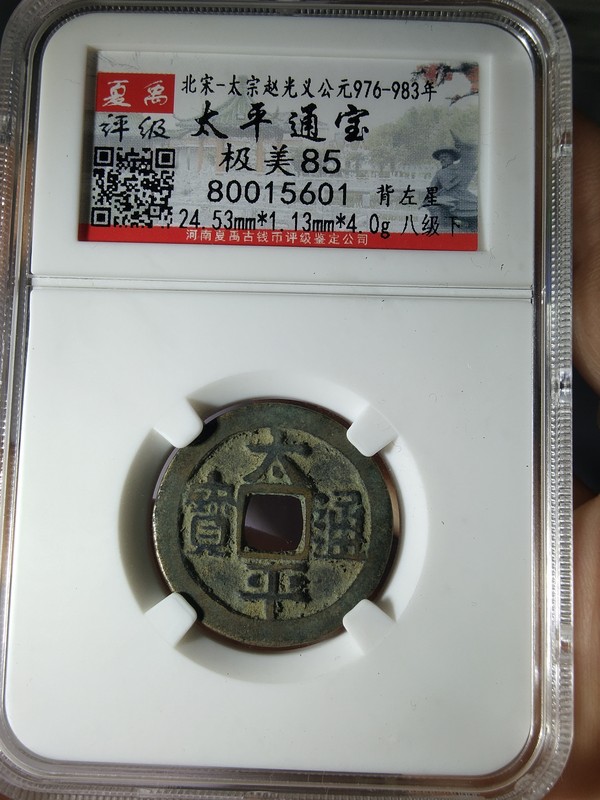 夏禹
评级
北宋-太宗赵光义公元976-983年
太平通宝
极美85
80015601 背左星
24.53mm*1.13mm*4.0g 八级下
河南夏禹古钱币评级鉴定公司
太平通寳